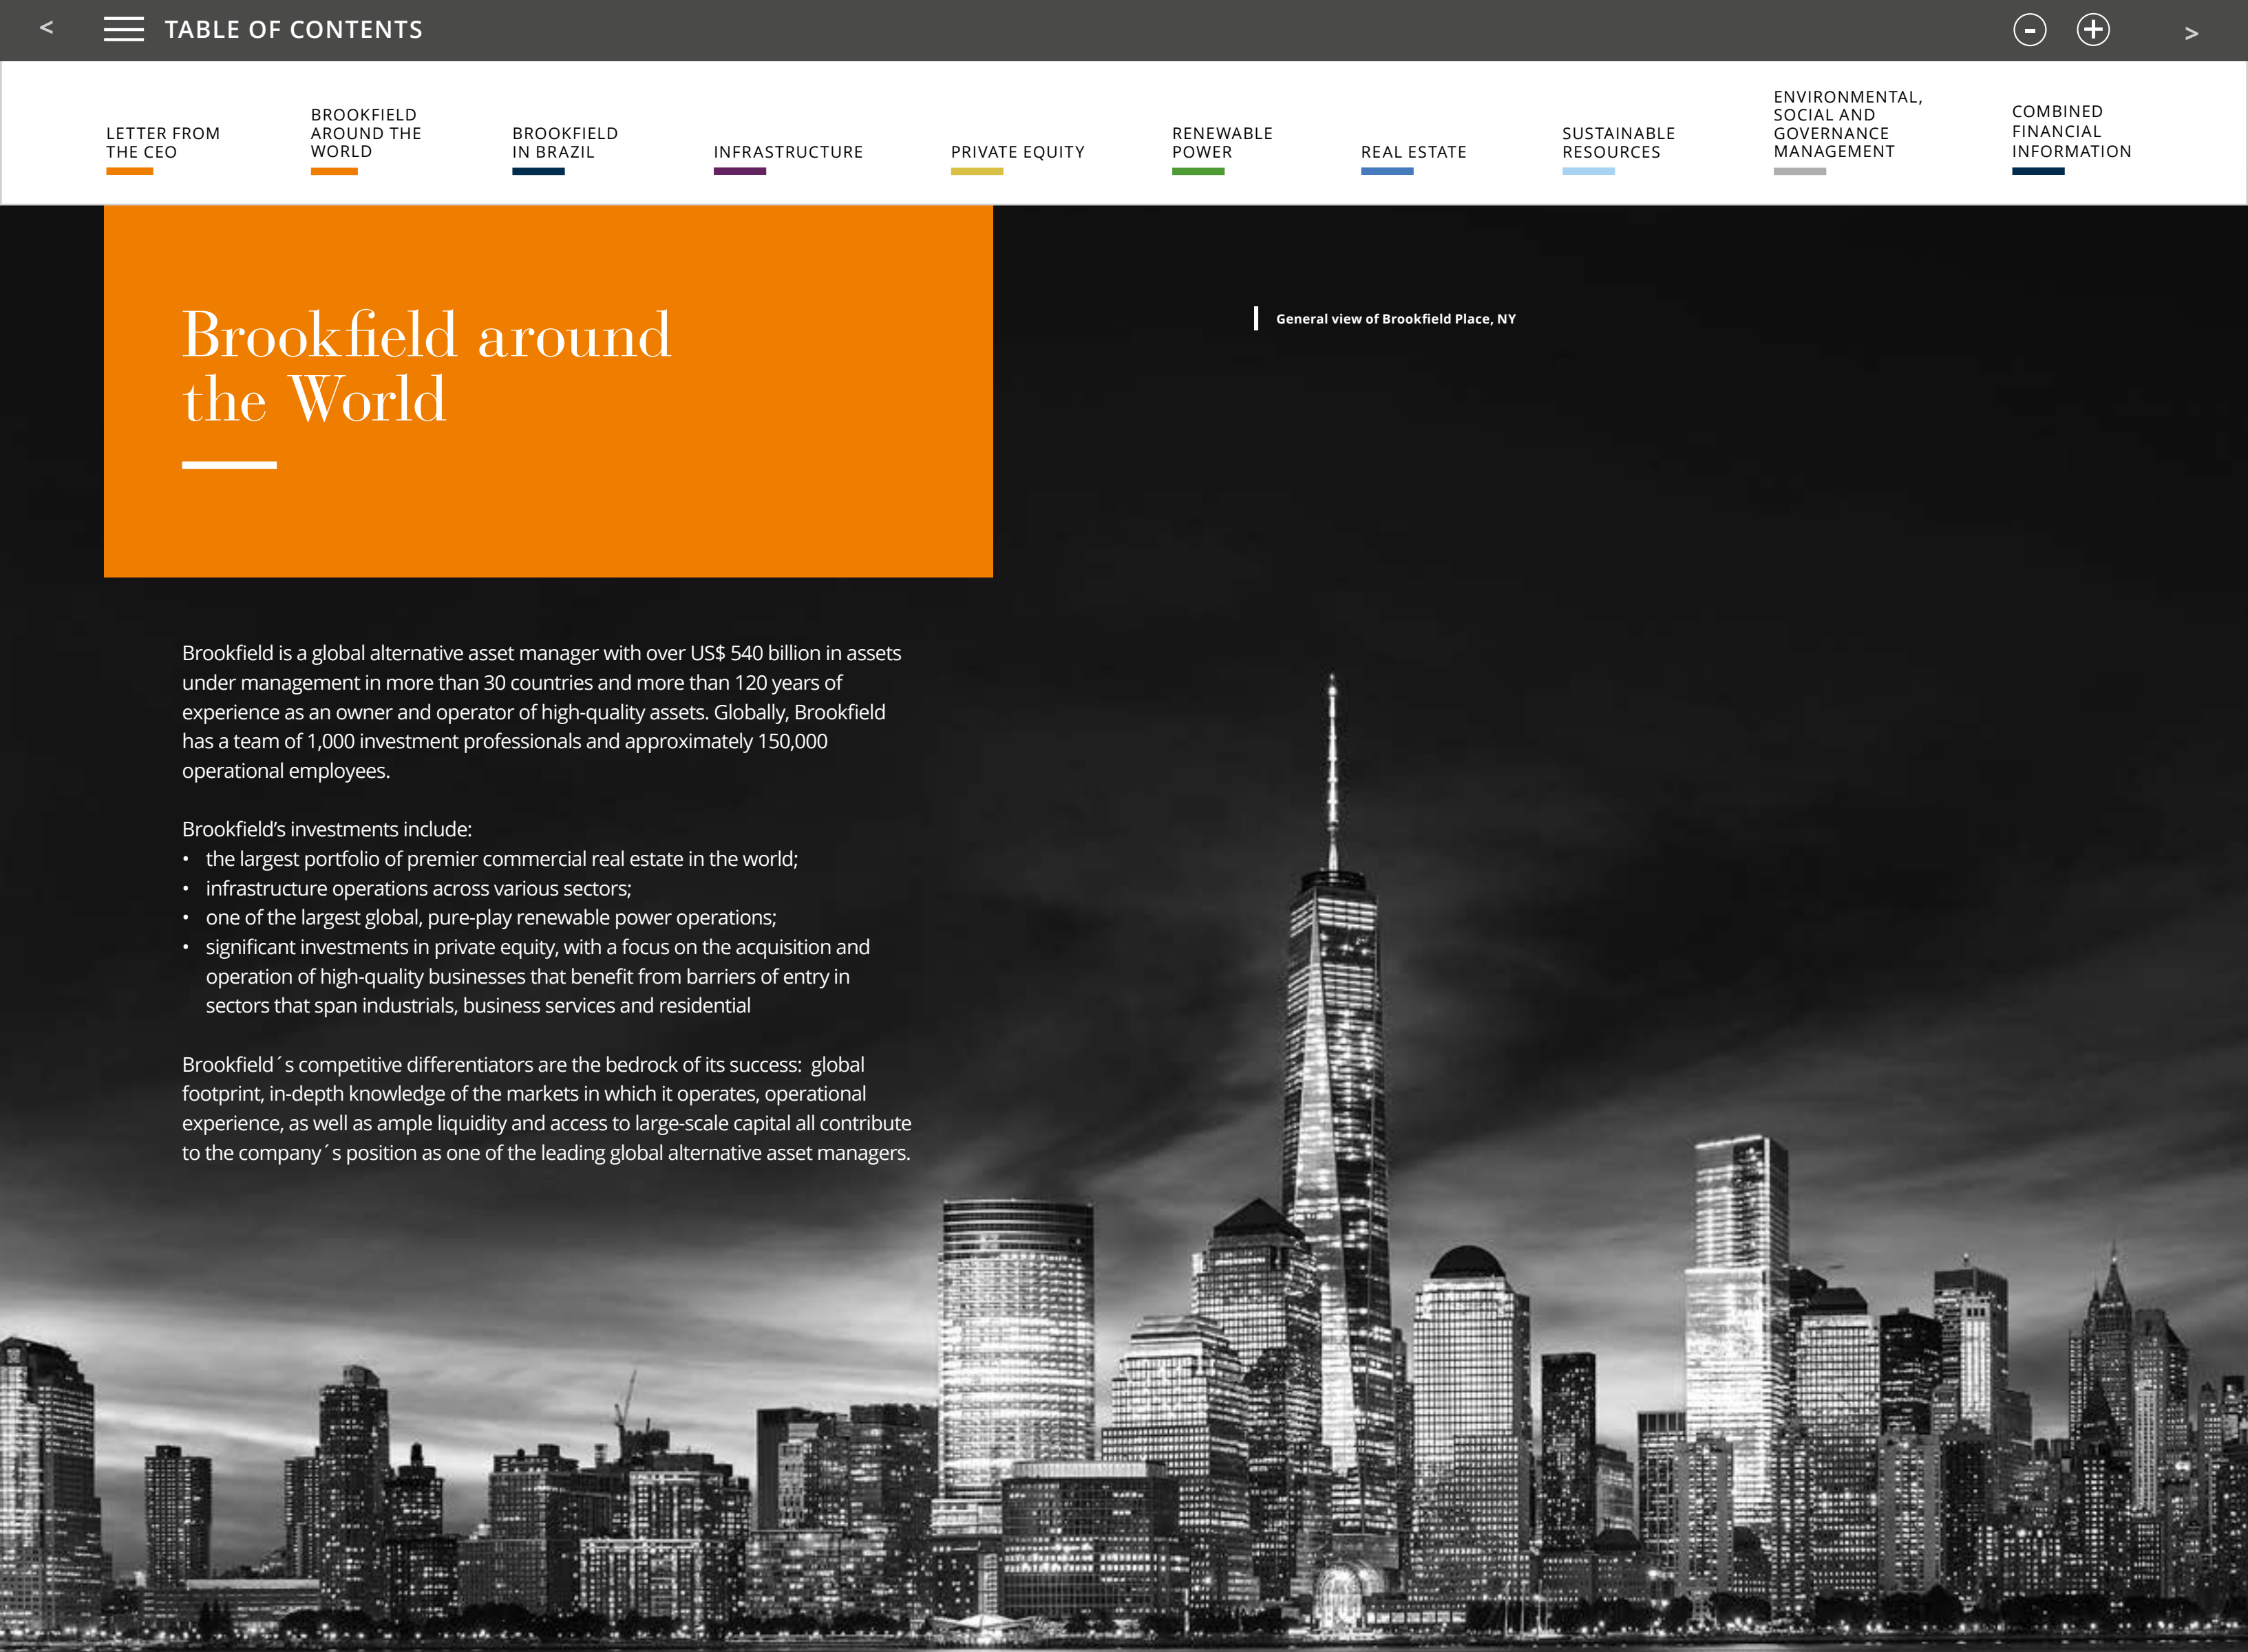 <
TABLE OF CONTENTS
-
+
>
LETTER FROM
THE CEO
BROOKFIELD
AROUND THE
WORLD
BROOKFIELD
IN BRAZIL
INFRASTRUCTURE
PRIVATE EQUITY
RENEWABLE
POWER
REAL ESTATE
SUSTAINABLE
RESOURCES
ENVIRONMENTAL,
SOCIAL AND
GOVERNANCE
MANAGEMENT
COMBINED
FINANCIAL
INFORMATION
Brookfield around
the World
General view of Brookfield Place, NY
Brookfield is a global alternative asset manager with over US$ 540 billion in assets
under management in more than 30 countries and more than 120 years of
experience as an owner and operator of high-quality assets. Globally, Brookfield
has a team of 1,000 investment professionals and approximately 150,000
operational employees.
Brookfield’s investments include:
• the largest portfolio of premier commercial real estate in the world;
• infrastructure operations across various sectors;
• one of the largest global, pure-play renewable power operations;
• significant investments in private equity, with a focus on the acquisition and
operation of high-quality businesses that benefit from barriers of entry in
sectors that span industrials, business services and residential
Brookfield´s competitive differentiators are the bedrock of its success:  global
footprint, in-depth knowledge of the markets in which it operates, operational
experience, as well as ample liquidity and access to large-scale capital all contribute
to the company´s position as one of the leading global alternative asset managers.